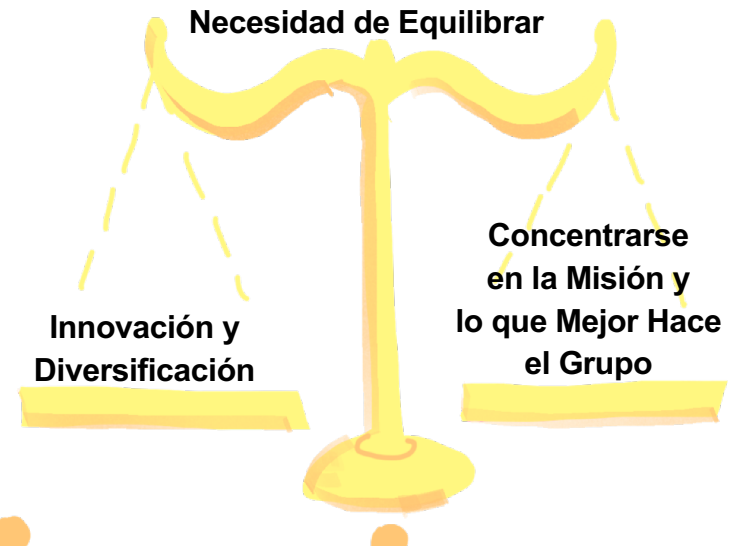 Necesidad de Equilibrar
Innovación y
Diversificación
Concentrarse
en la Misión y
lo que Mejor Hace
el Grupo